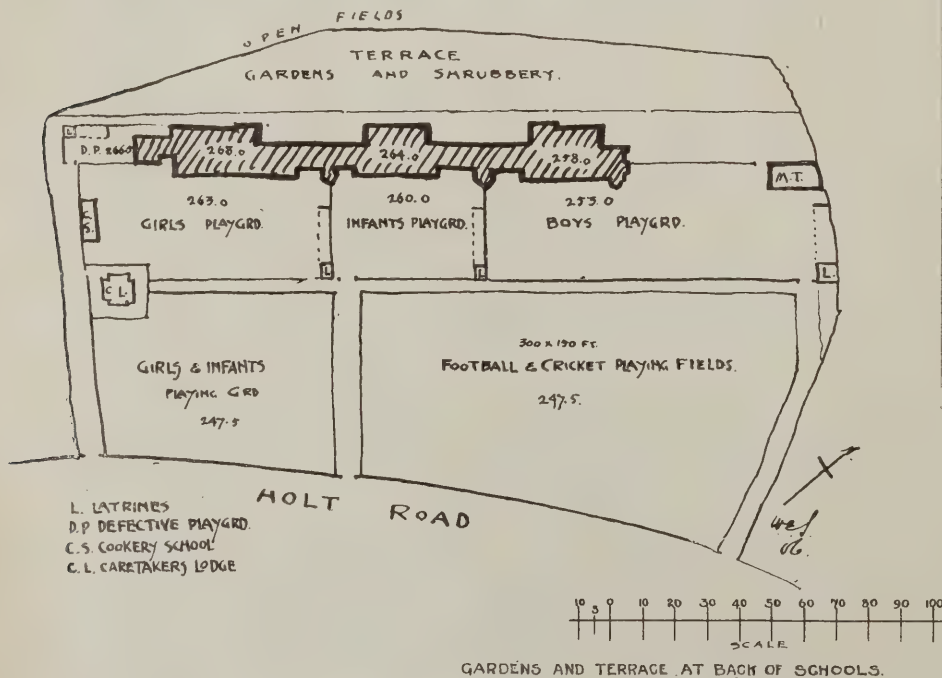 OPEN FIELDS
TERRACE
GARDENS AND SHRUBBERY.
L
D.P. 266.0
268.0
264.0
258.0
M.T.
263.0
GIRLS PLAYGRD.
260.0
INFANTS PLAYGRD.
253.0
BOYS PLAYGRD.
C.
S.
L
L
L.
C L.
300 x 190 FT.
FOOTBALL & CRICKET PLAYING FIELDS.
247.5.
GIRLS & INFANTS
PLAYING GRD
247.5
HOLT ROAD
L. LATRINES
D.P DEFECTIVE PLAYGRD.
C.S. COOKERY SCHOOL
C.L. CARETAKERS LODGE
10 5 0 10 20 30 40 50 60 70 80 90 100
SCALE
GARDENS AND TERRACE AT BACK OF SCHOOLS.